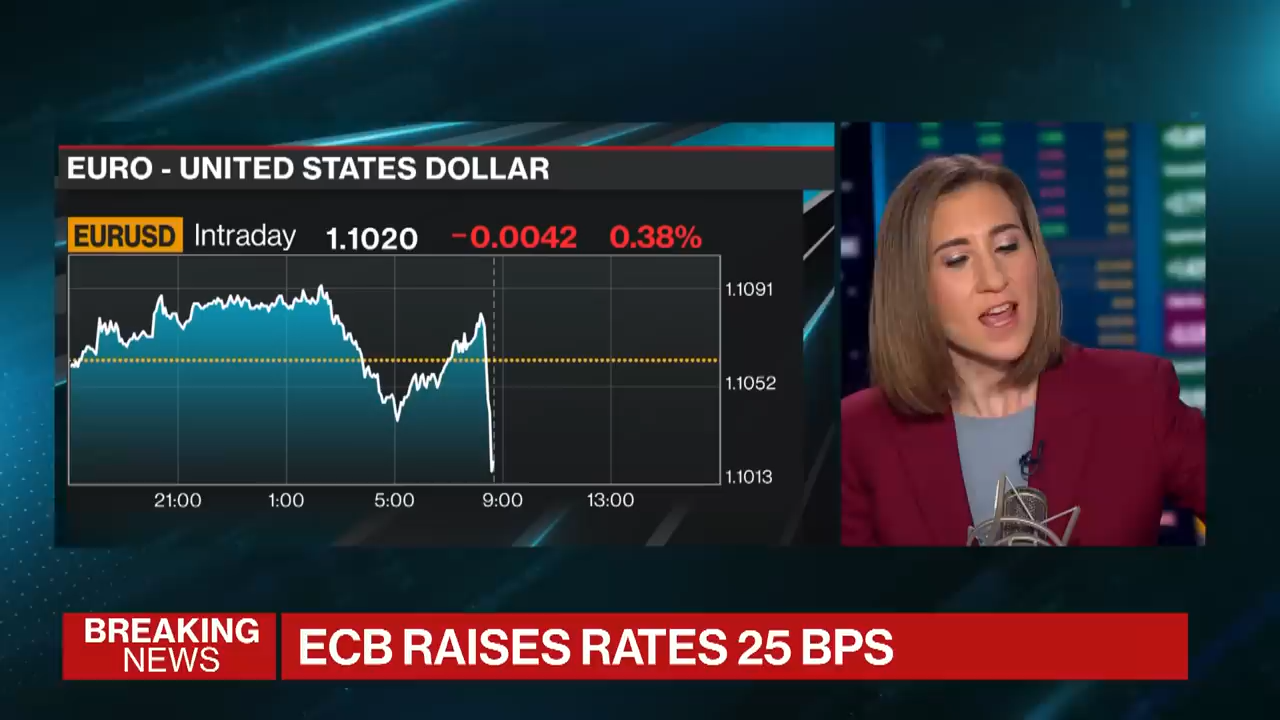 EURO - UNITED STATES DOLLAR
EURUSD Intraday 1.1020 -0.0042 0.38%
1.1091
1.1052
1.1013
21:00 1:00 5:00 9:00 13:00
BREAKING
NEWS
ECB RAISES RATES 25 BPS